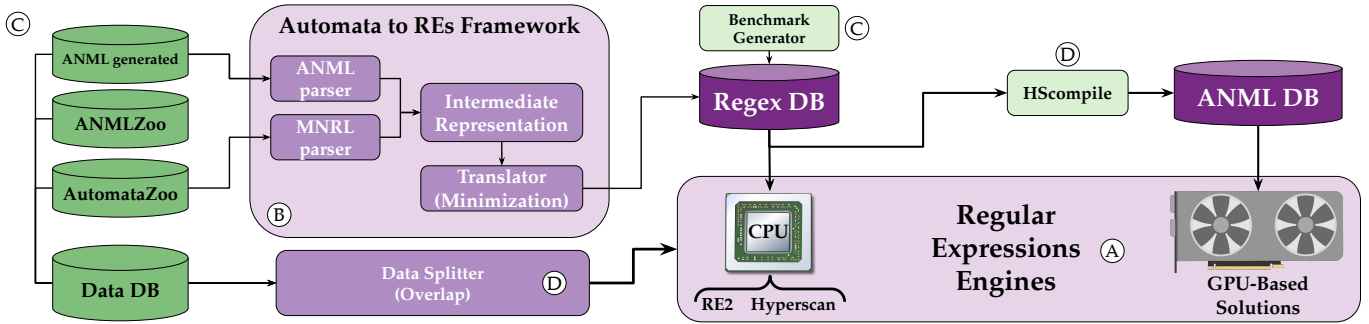 C
ANML generated
ANMLZoo
AutomataZoo
Data DB
Automata to REs Framework
ANML
parser
MNRL
parser
Intermediate
Representation
Translator
(Minimization)
B
Data Splitter
(Overlap)
D
Benchmark
Generator
C
Regex DB
D
HScompile
ANML DB
CPU
RE2 Hyperscan
Regular
Expressions
Engines
A
GPU-Based
Solutions